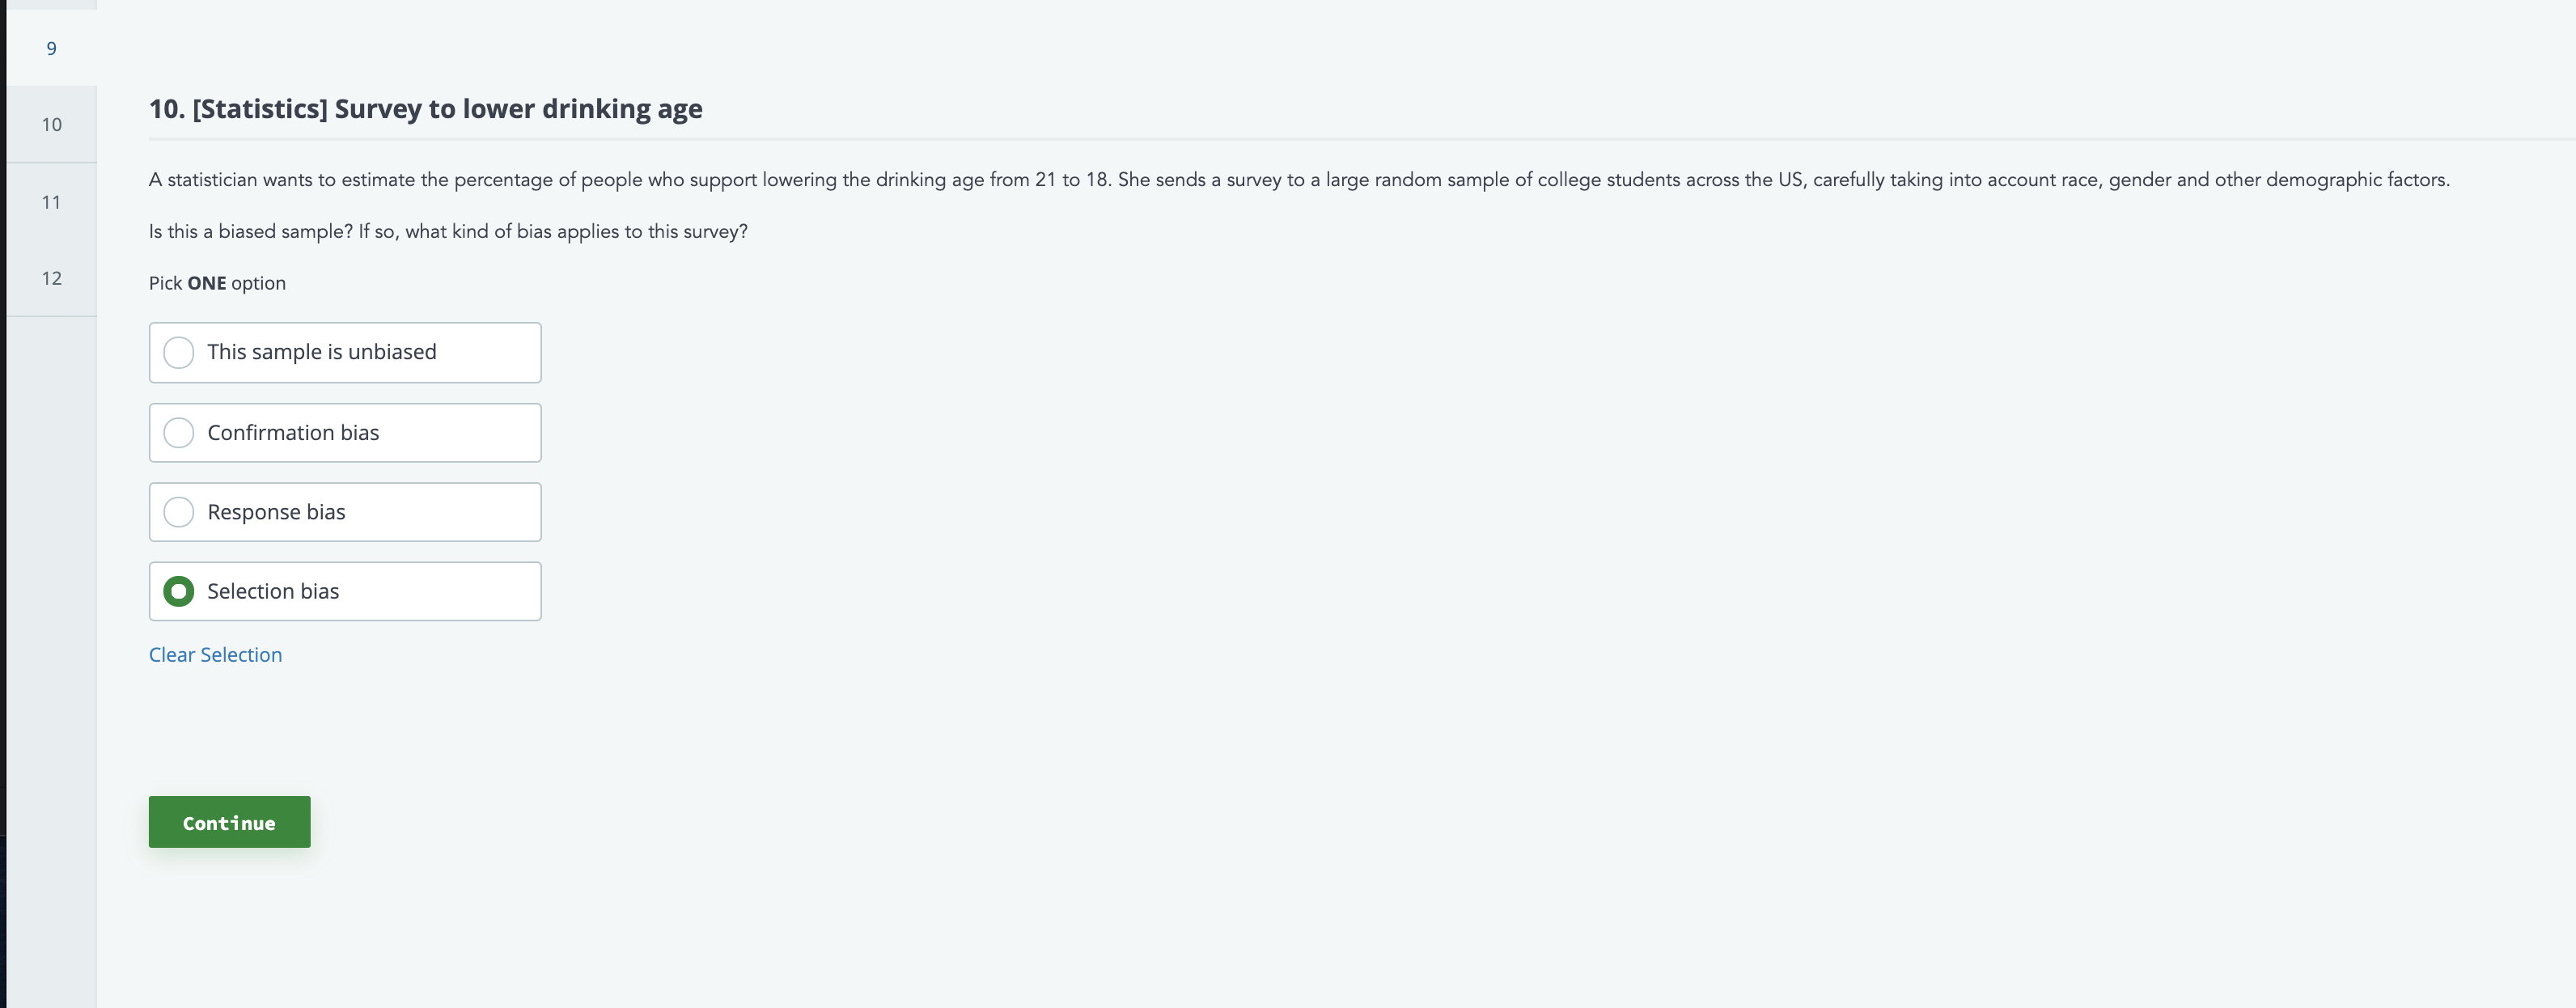 9
10
11
12
10. [Statistics] Survey to lower drinking age
A statistician wants to estimate the percentage of people who support lowering the drinking age from 21 to 18. She sends a survey to a large random sample of college students across the US, carefully taking into account race, gender and other demographic factors.
Is this a biased sample? If so, what kind of bias applies to this survey?
Pick ONE option
This sample is unbiased
Confirmation bias
Response bias
Selection bias
Clear Selection
Continue